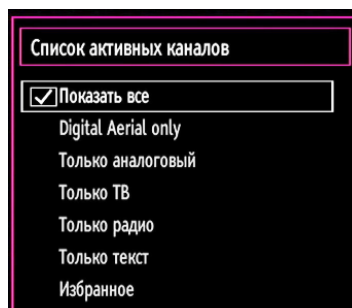 Список активных каналов
Показать все
Digital Aerial only
Только аналоговый
Только ТВ
Только радио
Только текст
Избранное